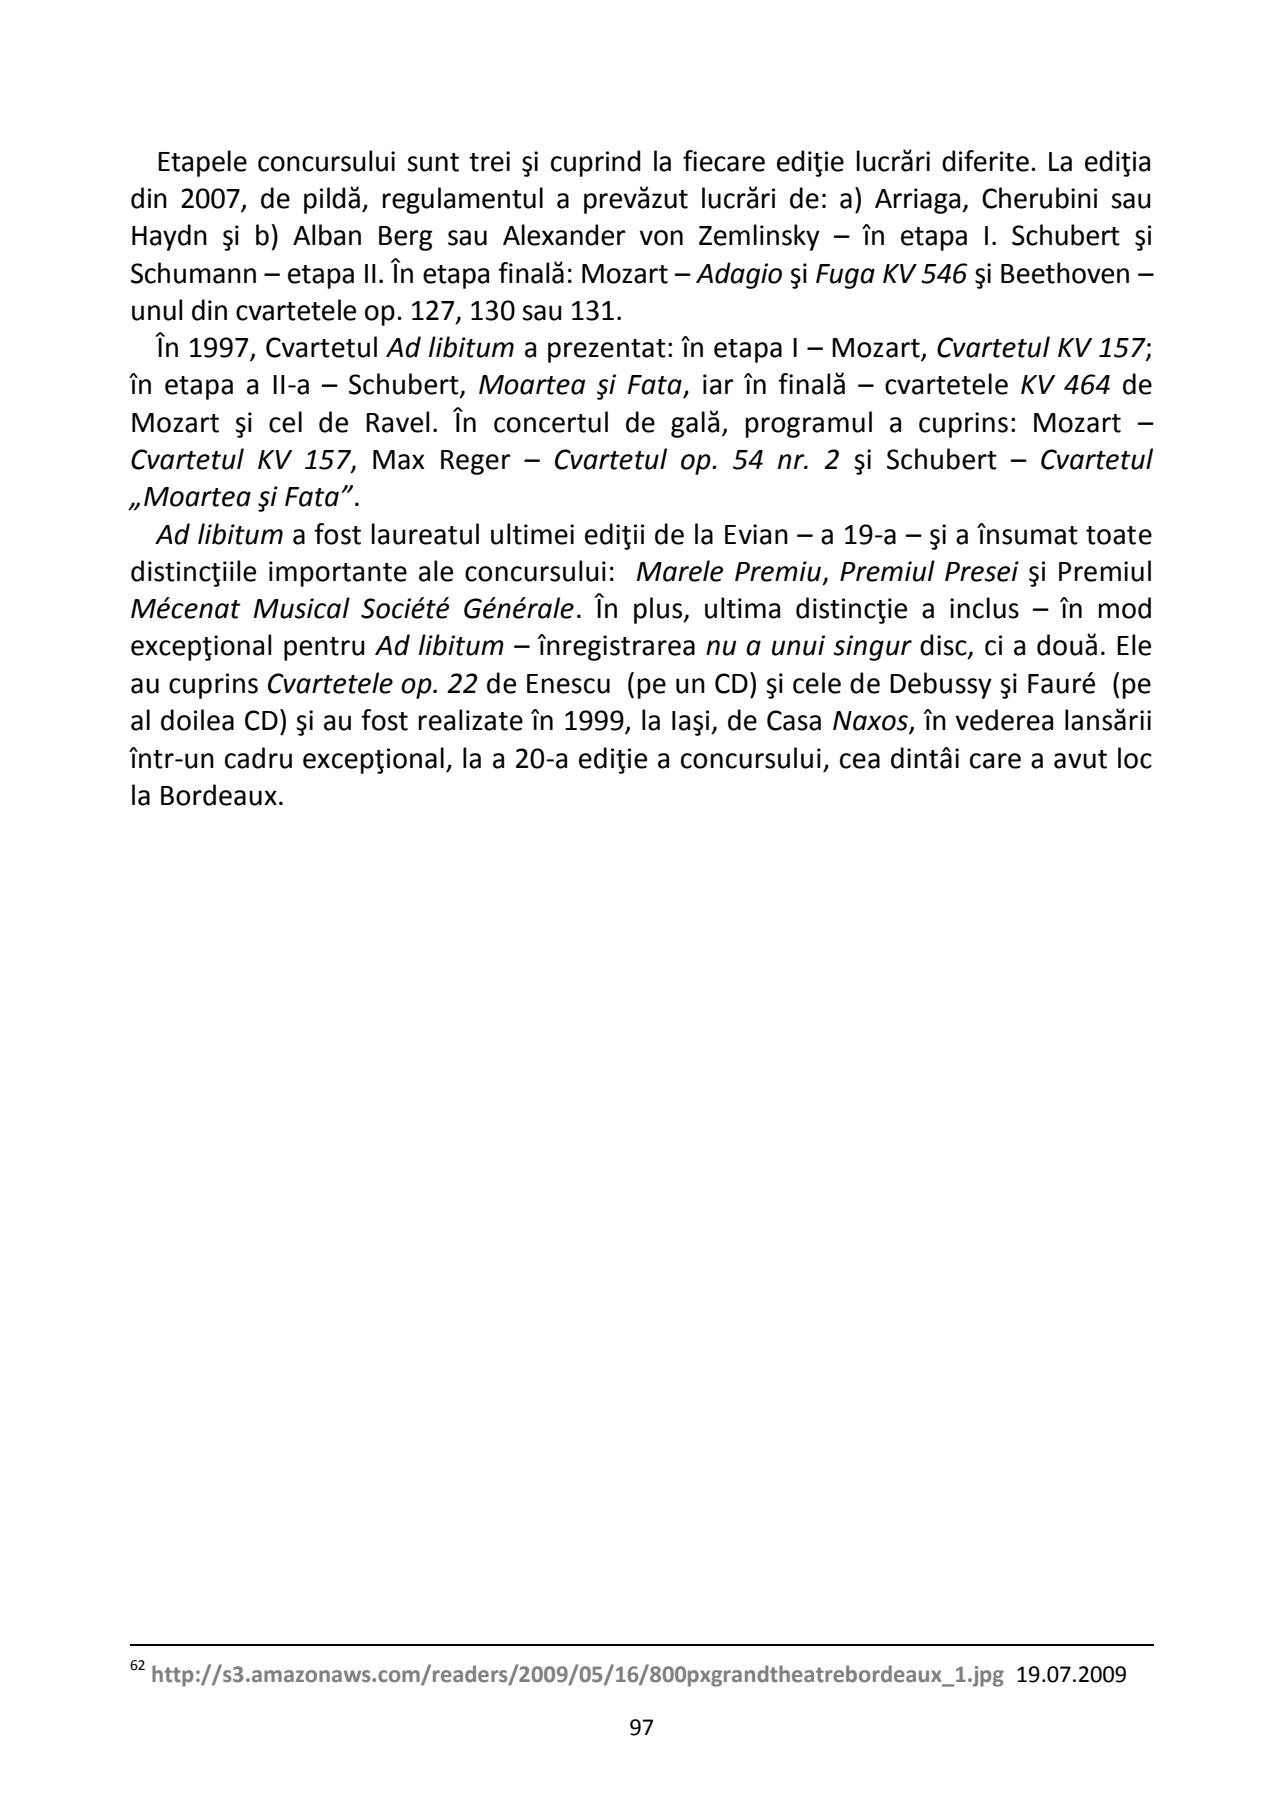 Etapele concursului sunt trei şi cuprind la fiecare ediţie lucrări diferite. La ediţia
din 2007, de pildă, regulamentul a prevăzut lucrări de: a) Arriaga, Cherubini sau
Haydn şi b) Alban Berg sau Alexander von Zemlinsky – în etapa I. Schubert şi
Schumann – etapa II. În etapa finală: Mozart – Adagio şi Fuga KV 546 şi Beethoven –
unul din cvartetele op. 127, 130 sau 131.
În 1997, Cvartetul Ad libitum a prezentat: în etapa I – Mozart, Cvartetul KV 157;
în etapa a II-a – Schubert, Moartea şi Fata, iar în finală – cvartetele KV 464 de
Mozart şi cel de Ravel. În concertul de gală, programul a cuprins: Mozart –
Cvartetul KV 157, Max Reger – Cvartetul op. 54 nr. 2 şi Schubert – Cvartetul
„Moartea şi Fata”.
Ad libitum a fost laureatul ultimei ediţii de la Evian – a 19-a – şi a însumat toate
distincţiile importante ale concursului: Marele Premiu, Premiul Presei şi Premiul
Mécenat Musical Société Générale. În plus, ultima distincţie a inclus – în mod
excepţional pentru Ad libitum – înregistrarea nu a unui singur disc, ci a două. Ele
au cuprins Cvartetele op. 22 de Enescu (pe un CD) şi cele de Debussy şi Fauré (pe
al doilea CD) şi au fost realizate în 1999, la Iaşi, de Casa Naxos, în vederea lansării
într-un cadru excepţional, la a 20-a ediţie a concursului, cea dintâi care a avut loc
la Bordeaux.
62 http://s3.amazonaws.com/readers/2009/05/16/800pxgrandtheatrebordeaux_1.jpg 19.07.2009
97